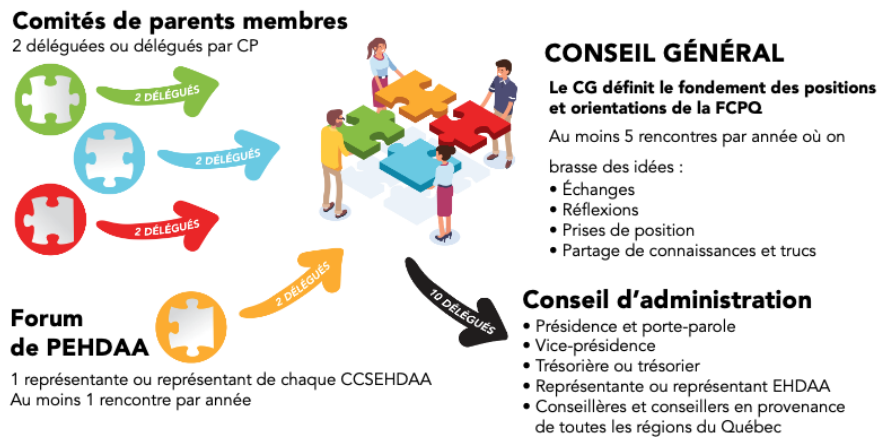 Comités de parents membres
2 déléguées ou délégués par CP
2 DÉLÉGUÉS
2 DÉLÉGUÉS
2 DÉLÉGUÉS
CONSEIL GÉNÉRAL
Le CG définit le fondement des positions
et orientations de la FCPQ
Au moins 5 rencontres par année où on
brasse des idées :
• Échanges
• Réflexions
• Prises de position
• Partage de connaissances et trucs
2 DÉLÉGUÉS
Forum
de PEHDAA
1 représentante ou représentant de chaque CCSEHDAA
Au moins 1 rencontre par année
10 DÉLÉGUÉS
Conseil d’administration
• Présidence et porte-parole
• Vice-présidence
• Trésorière ou trésorier
• Représentante ou représentant EHDAA
• Conseillères et conseillers en provenance
de toutes les régions du Québec